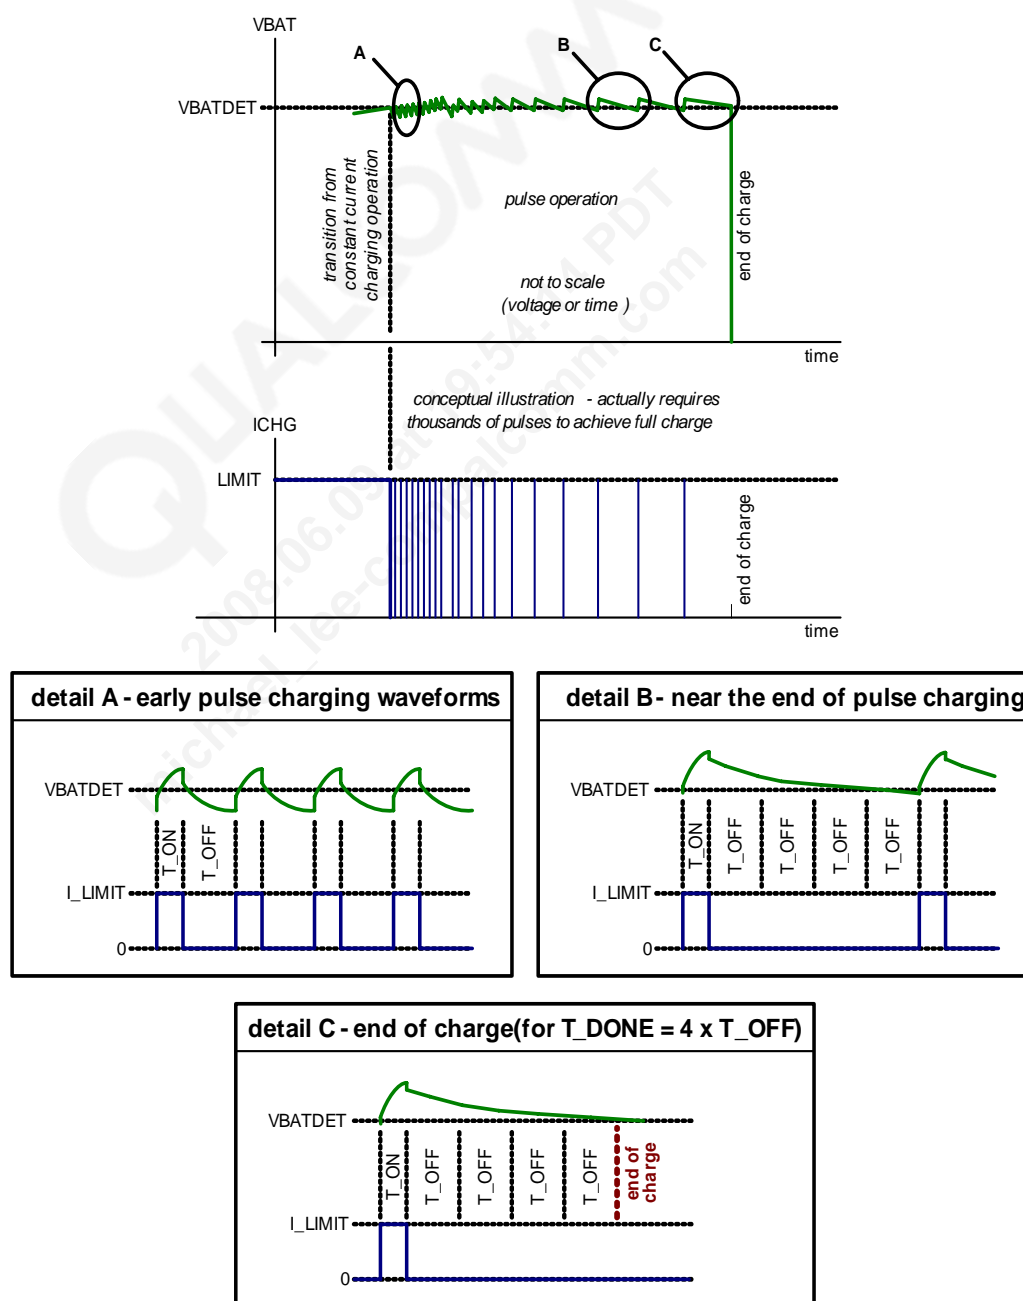 VBAT
A
B
C
VBATDET
transition from
constant current
charging operation
pulse operation
not to scale
(voltage or time )
end of charge
time
conceptual illustration - actually requires
thousands of pulses to achieve full charge
ICHG
LIMIT
end of charge
time
QUALCOMM
michael_lee-compalcomm.com
detail A - early pulse charging waveforms
VBATDET
T_ON
T_OFF
I_LIMIT
0
detail B - near the end of pulse charging
VBATDET
T_ON
T_OFF
T_OFF
T_OFF
T_OFF
I_LIMIT
0
detail C - end of charge(for T_DONE = 4 x T_OFF)
VBATDET
T_ON
T_OFF
T_OFF
T_OFF
T_OFF
end of
charge
I_LIMIT
0